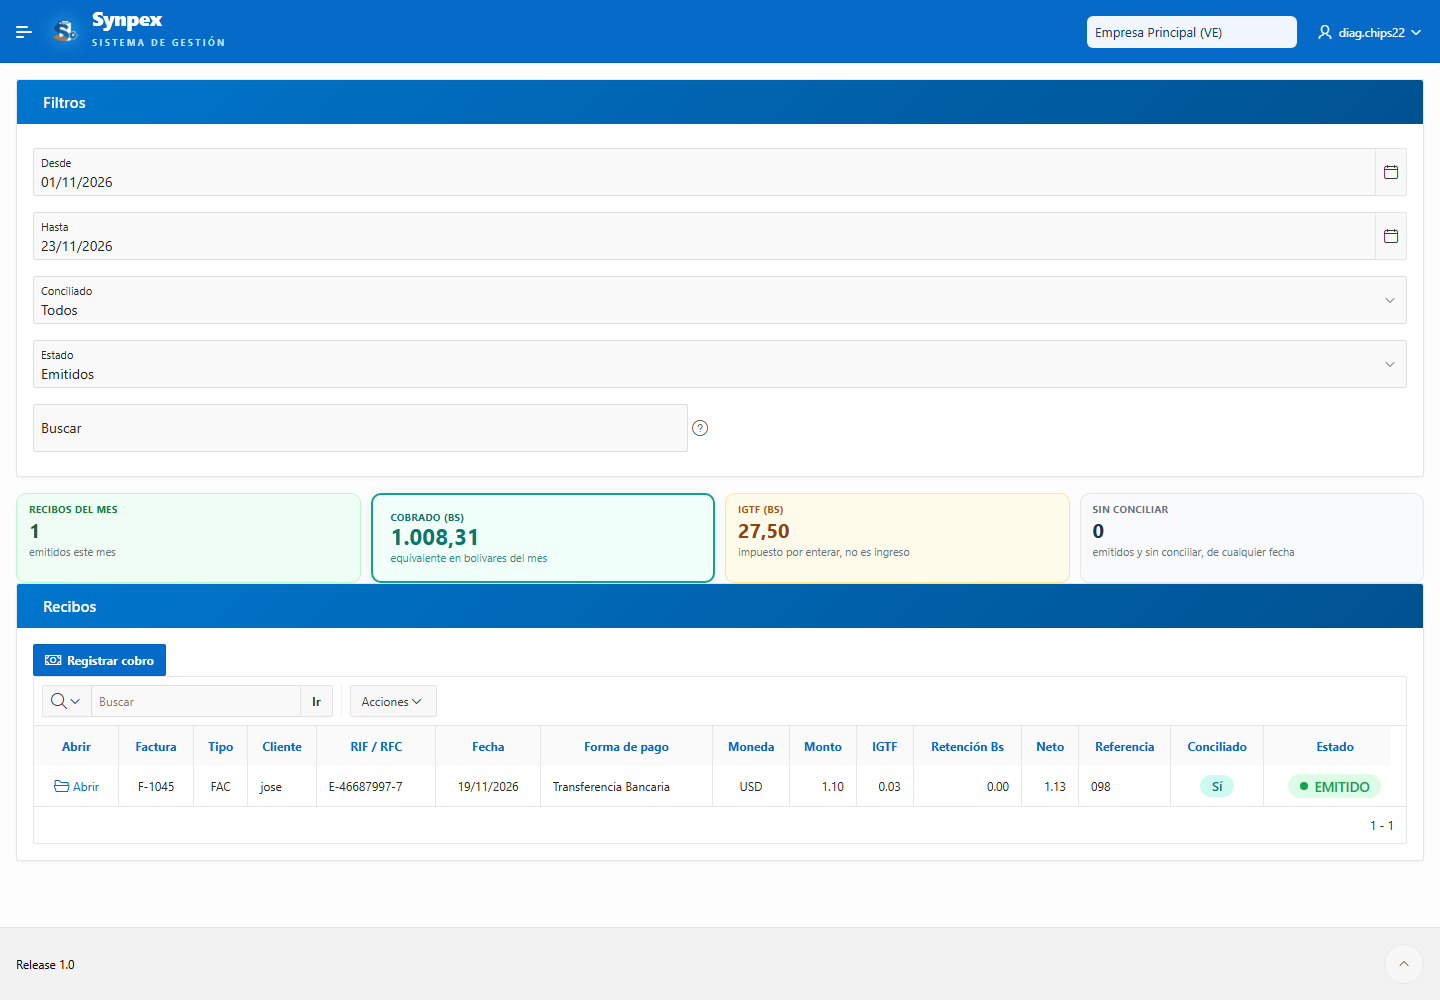 Synpex
SISTEMA DE GESTIÓN
Empresa Principal (VE)
diag.chips22
Filtros
Desde
01/11/2026
Hasta
23/11/2026
Conciliado
Todos
Estado
Emitidos
Buscar
?
RECIBOS DEL MES
1
emitidos este mes
COBRADO (BS)
1.008,31
equivalente en bolívares del mes
IGTF (BS)
27,50
impuesto por enterar, no es ingreso
SIN CONCILIAR
0
emitidos y sin conciliar, de cualquier fecha
Recibos
Registrar cobro
Buscar Ir Acciones
Abrir Factura Tipo Cliente RIF / RFC Fecha Forma de pago Moneda Monto IGTF Retención Bs Neto Referencia Conciliado Estado
Abrir F-1045 FAC jose E-46687997-7 19/11/2026 Transferencia Bancaria USD 1.10 0.03 0.00 1.13 098 Sí EMITIDO
1 - 1
Release 1.0